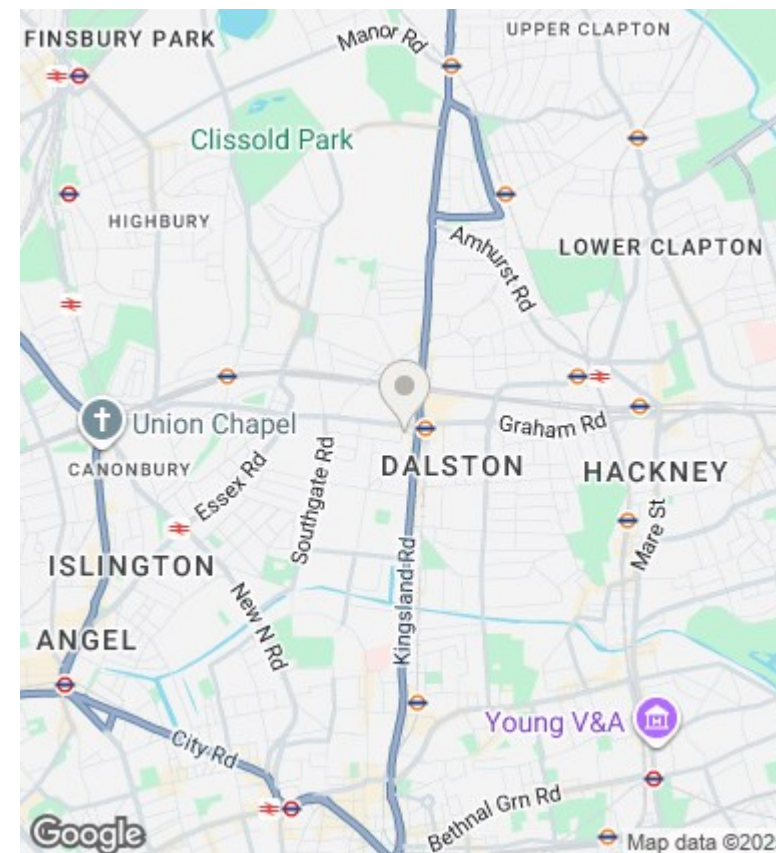 FINSBURY PARK
Manor Rd
UPPER CLAPTON
Clissold Park
HIGHBURY
Amhurst Rd
LOWER CLAPTON
Union Chapel
Graham Rd
CANONBURY
Essex Rd
Southgate Rd
DALSTON
HACKNEY
Mare St
ISLINGTON
New N Rd
Kingsland Rd
ANGEL
Young V&A
City Rd
Bethnal Grn Rd
Google
Map data ©202